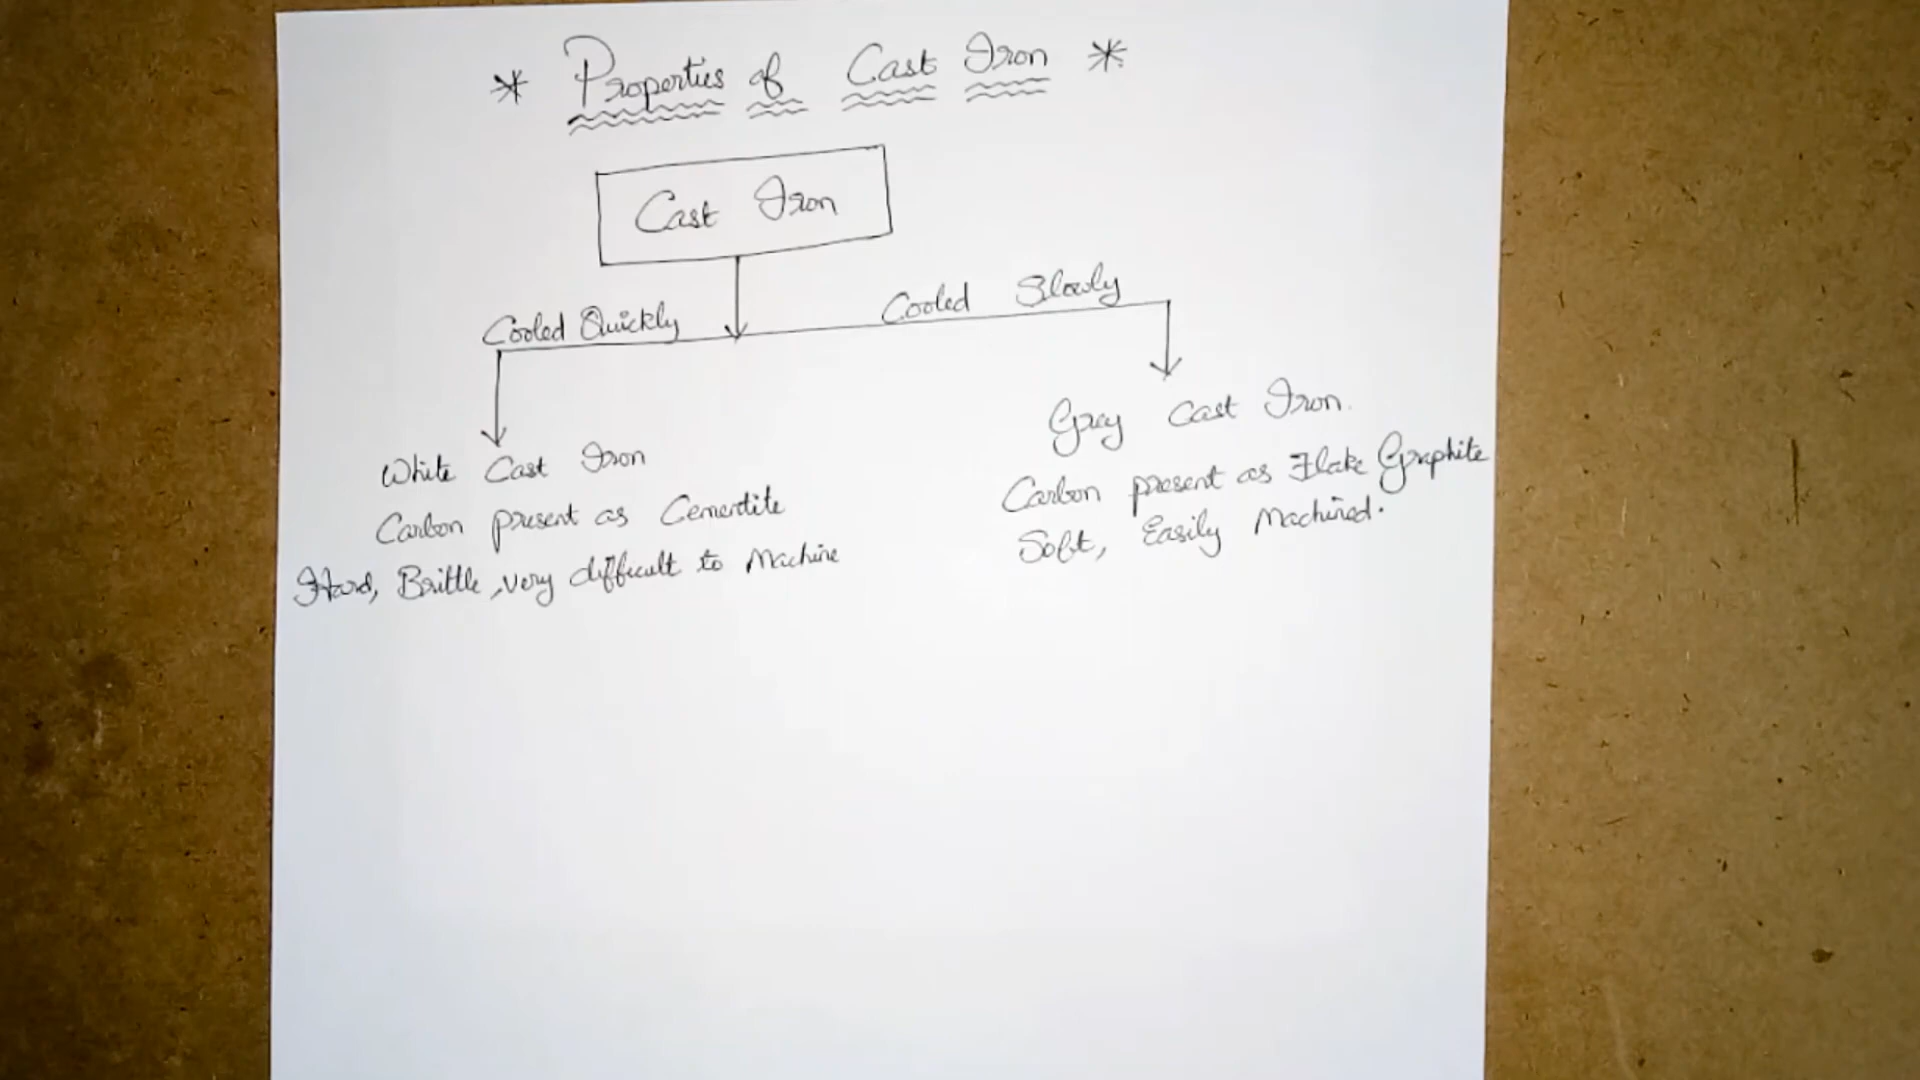 * Properties of Cast Iron *
Cast Iron
Cooled Quickly
Cooled Slowly
White Cast Iron
Carbon present as Cementite
Hard, Brittle, very difficult to Machine
Gray Cast Iron.
Carbon present as Flake Graphite
Soft, Easily Machined.